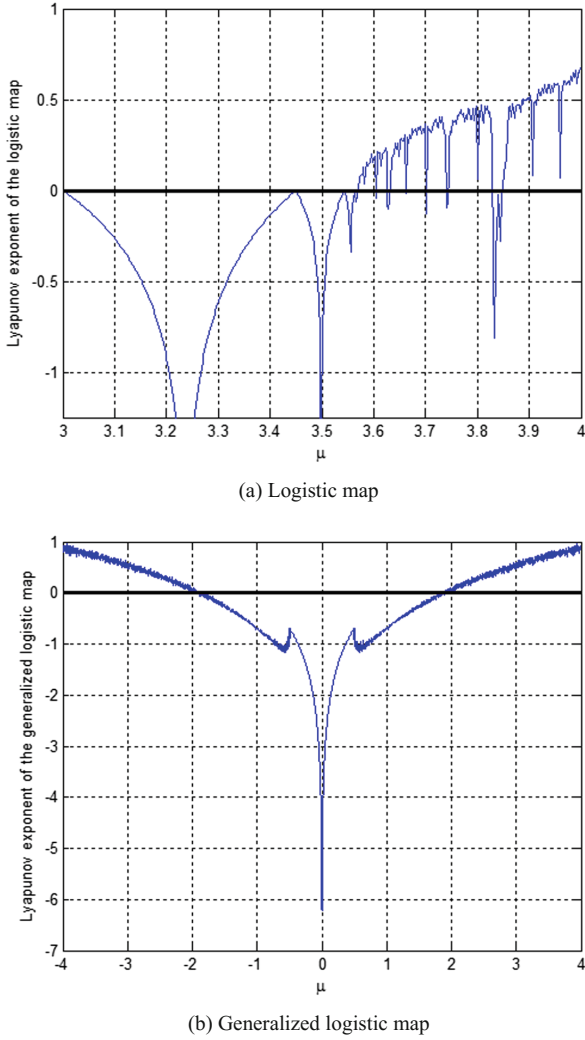 Lyapunov exponent of the logistic map
1
0.5
0
-0.5
-1
3 3.1 3.2 3.3 3.4 3.5 3.6 3.7 3.8 3.9 4
μ
(a) Logistic map
Lyapunov exponent of the generalized logistic map
1
0
-1
-2
-3
-4
-5
-6
-7
-4 -3 -2 -1 0 1 2 3 4
μ
(b) Generalized logistic map